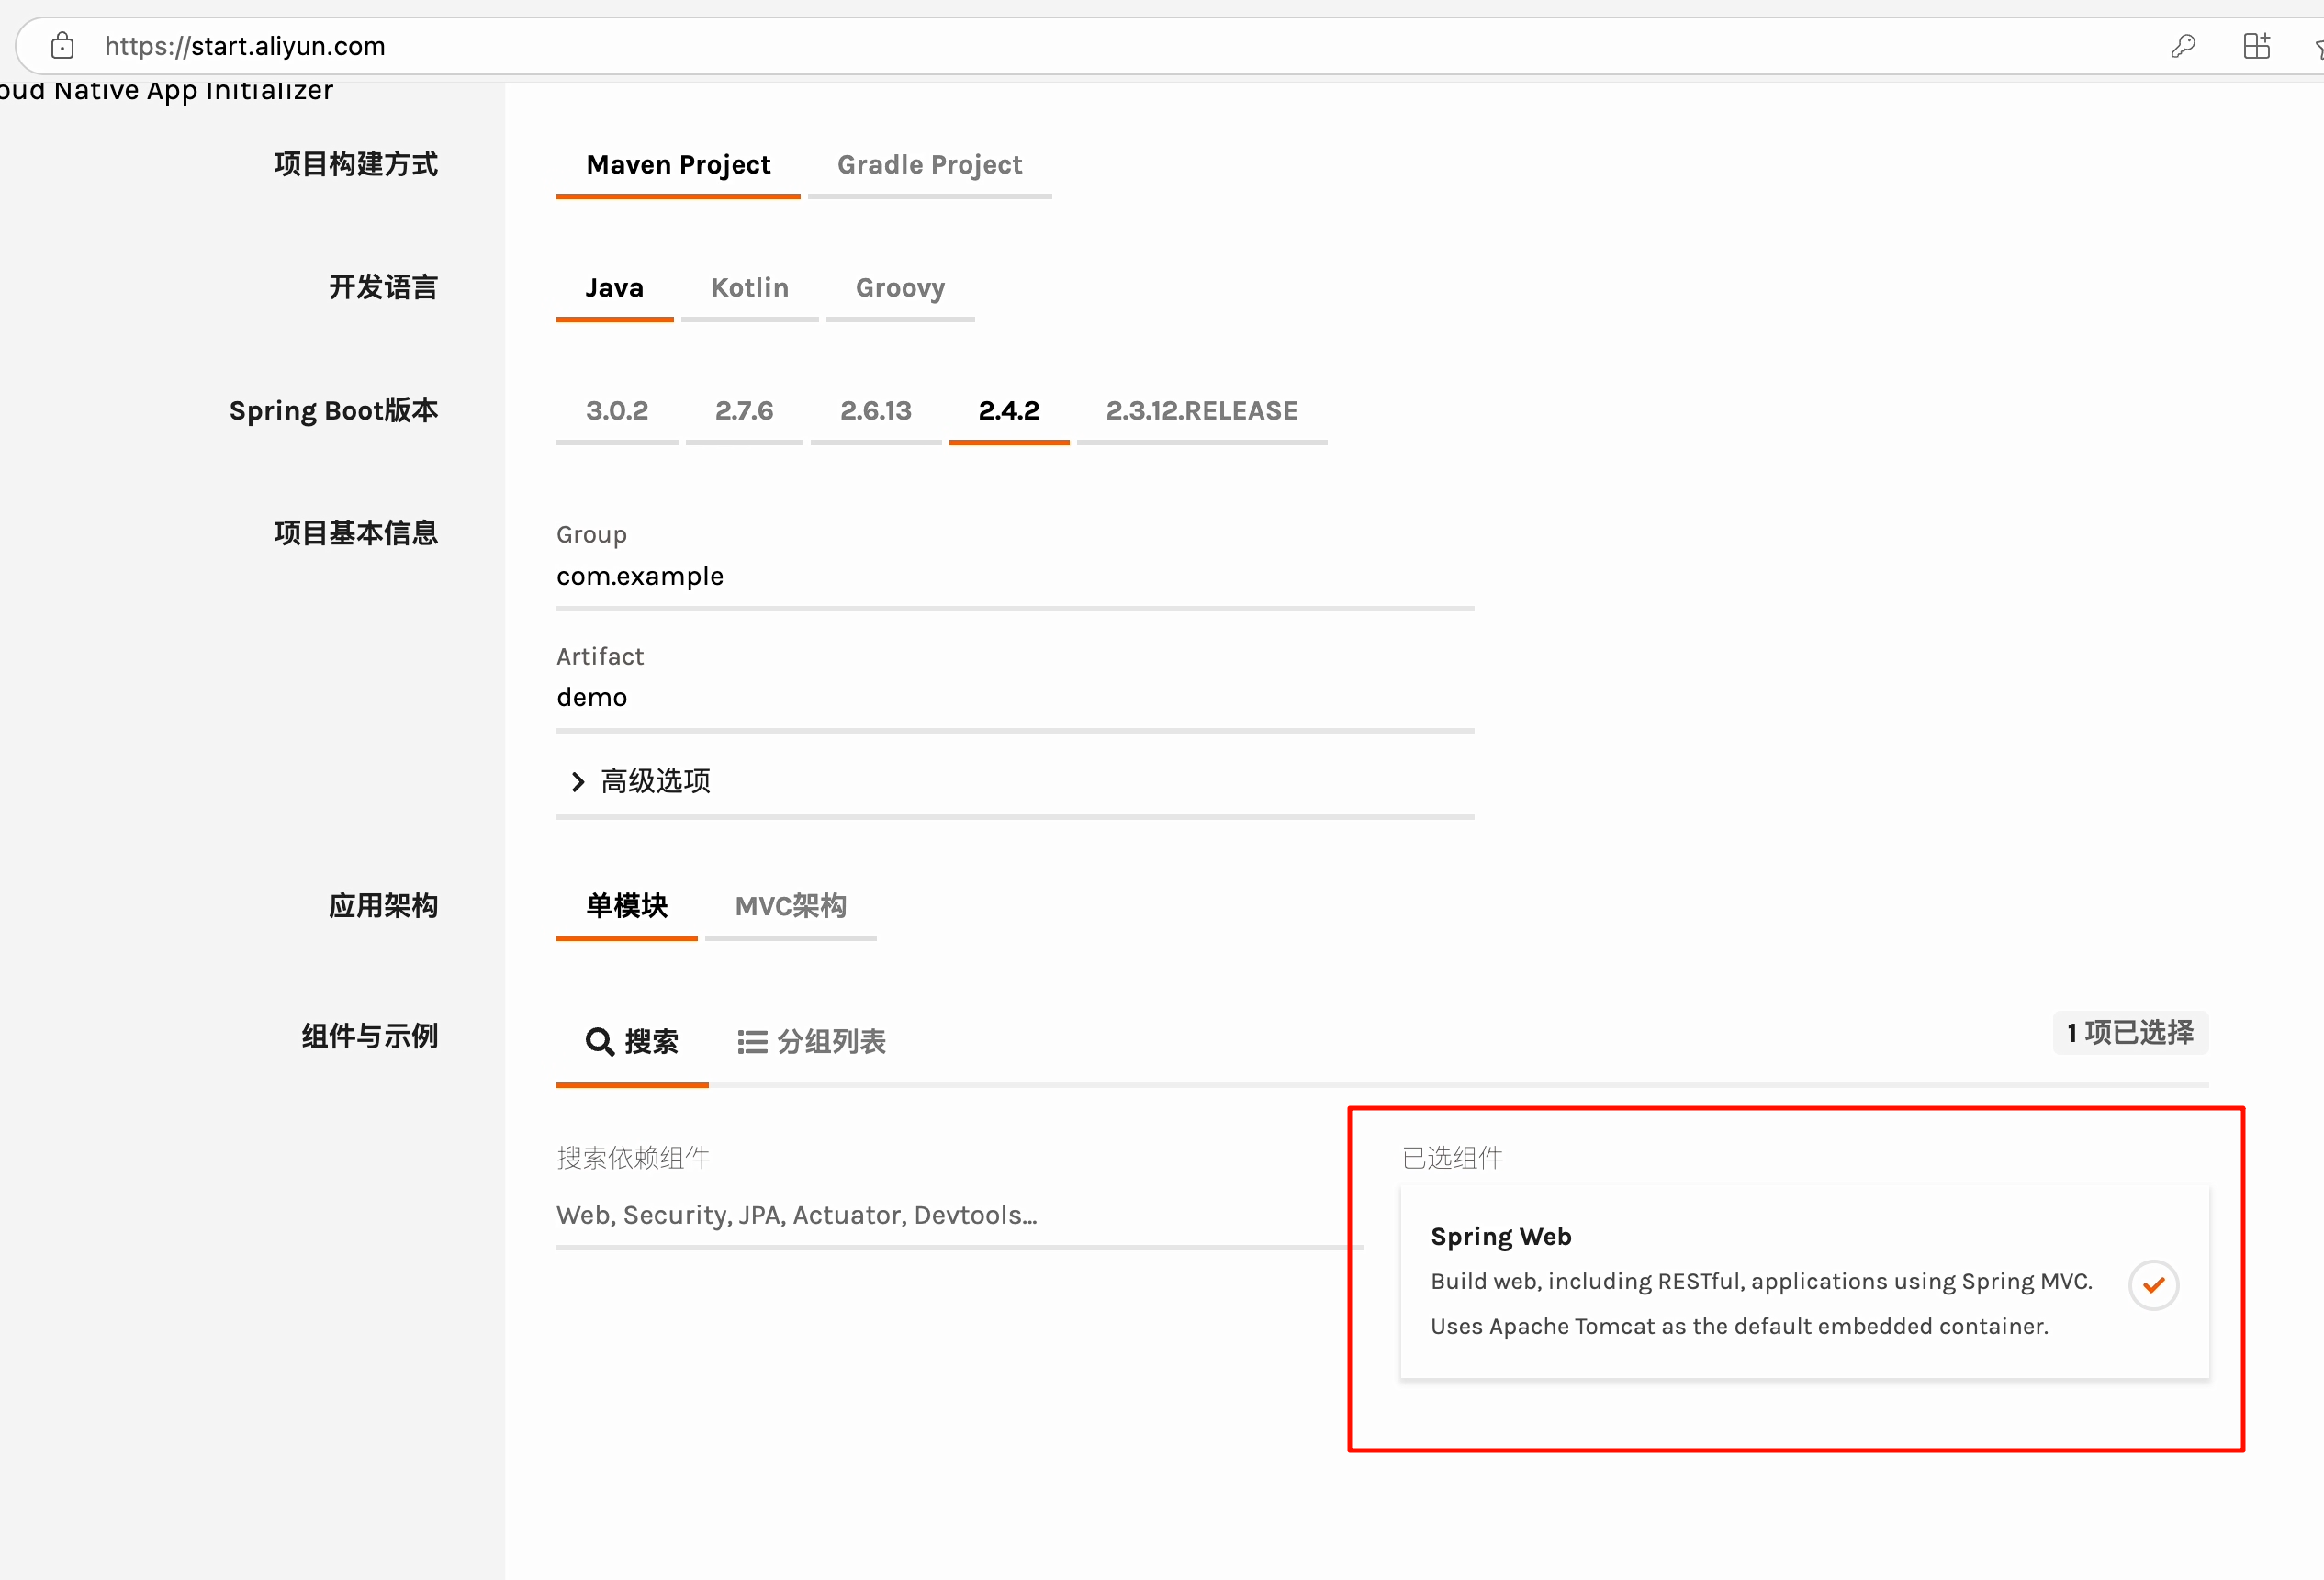 https://start.aliyun.com
oud Native App Initializer
项目构建方式
Maven Project
Gradle Project
开发语言
Java
Kotlin
Groovy
Spring Boot版本
3.0.2
2.7.6
2.6.13
2.4.2
2.3.12.RELEASE
项目基本信息
Group
com.example
Artifact
demo
高级选项
应用架构
单模块
MVC架构
组件与示例
搜索
分组列表
1 项已选择
搜索依赖组件
Web, Security, JPA, Actuator, Devtools...
已选组件
Spring Web
Build web, including RESTful, applications using Spring MVC.
Uses Apache Tomcat as the default embedded container.